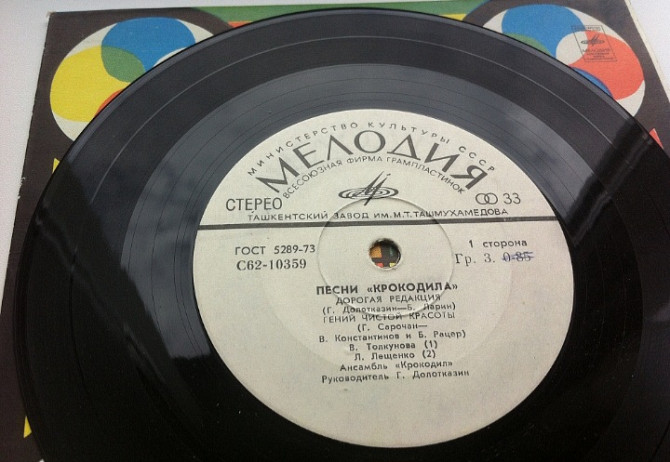 МИНИСТЕРСТВО КУЛЬТУРЫ СССР
МЕЛОДИЯ
ВСЕСОЮЗНАЯ ФИРМА ГРАМПЛАСТИНОК
СТЕРЕО
33
ТАШКЕНТСКИЙ ЗАВОД ИМ. М.Т. ТАШМУХАМЕДОВА
ГОСТ 5289-73
1 сторона
С62-10359
Гр. 3. 0-85
ПЕСНИ «КРОКОДИЛА»
ДОРОГАЯ РЕДАКЦИЯ
(Г. Долотказин—Б. Ларин)
ГЕНИЙ ЧИСТОЙ КРАСОТЫ
(Г. Сарочан—
В. Константинов и Б. Рацер)
В. Толкунова (1)
Л. Лещенко (2)
Ансамбль «Крокодил»
Руководитель Г. Долотказин